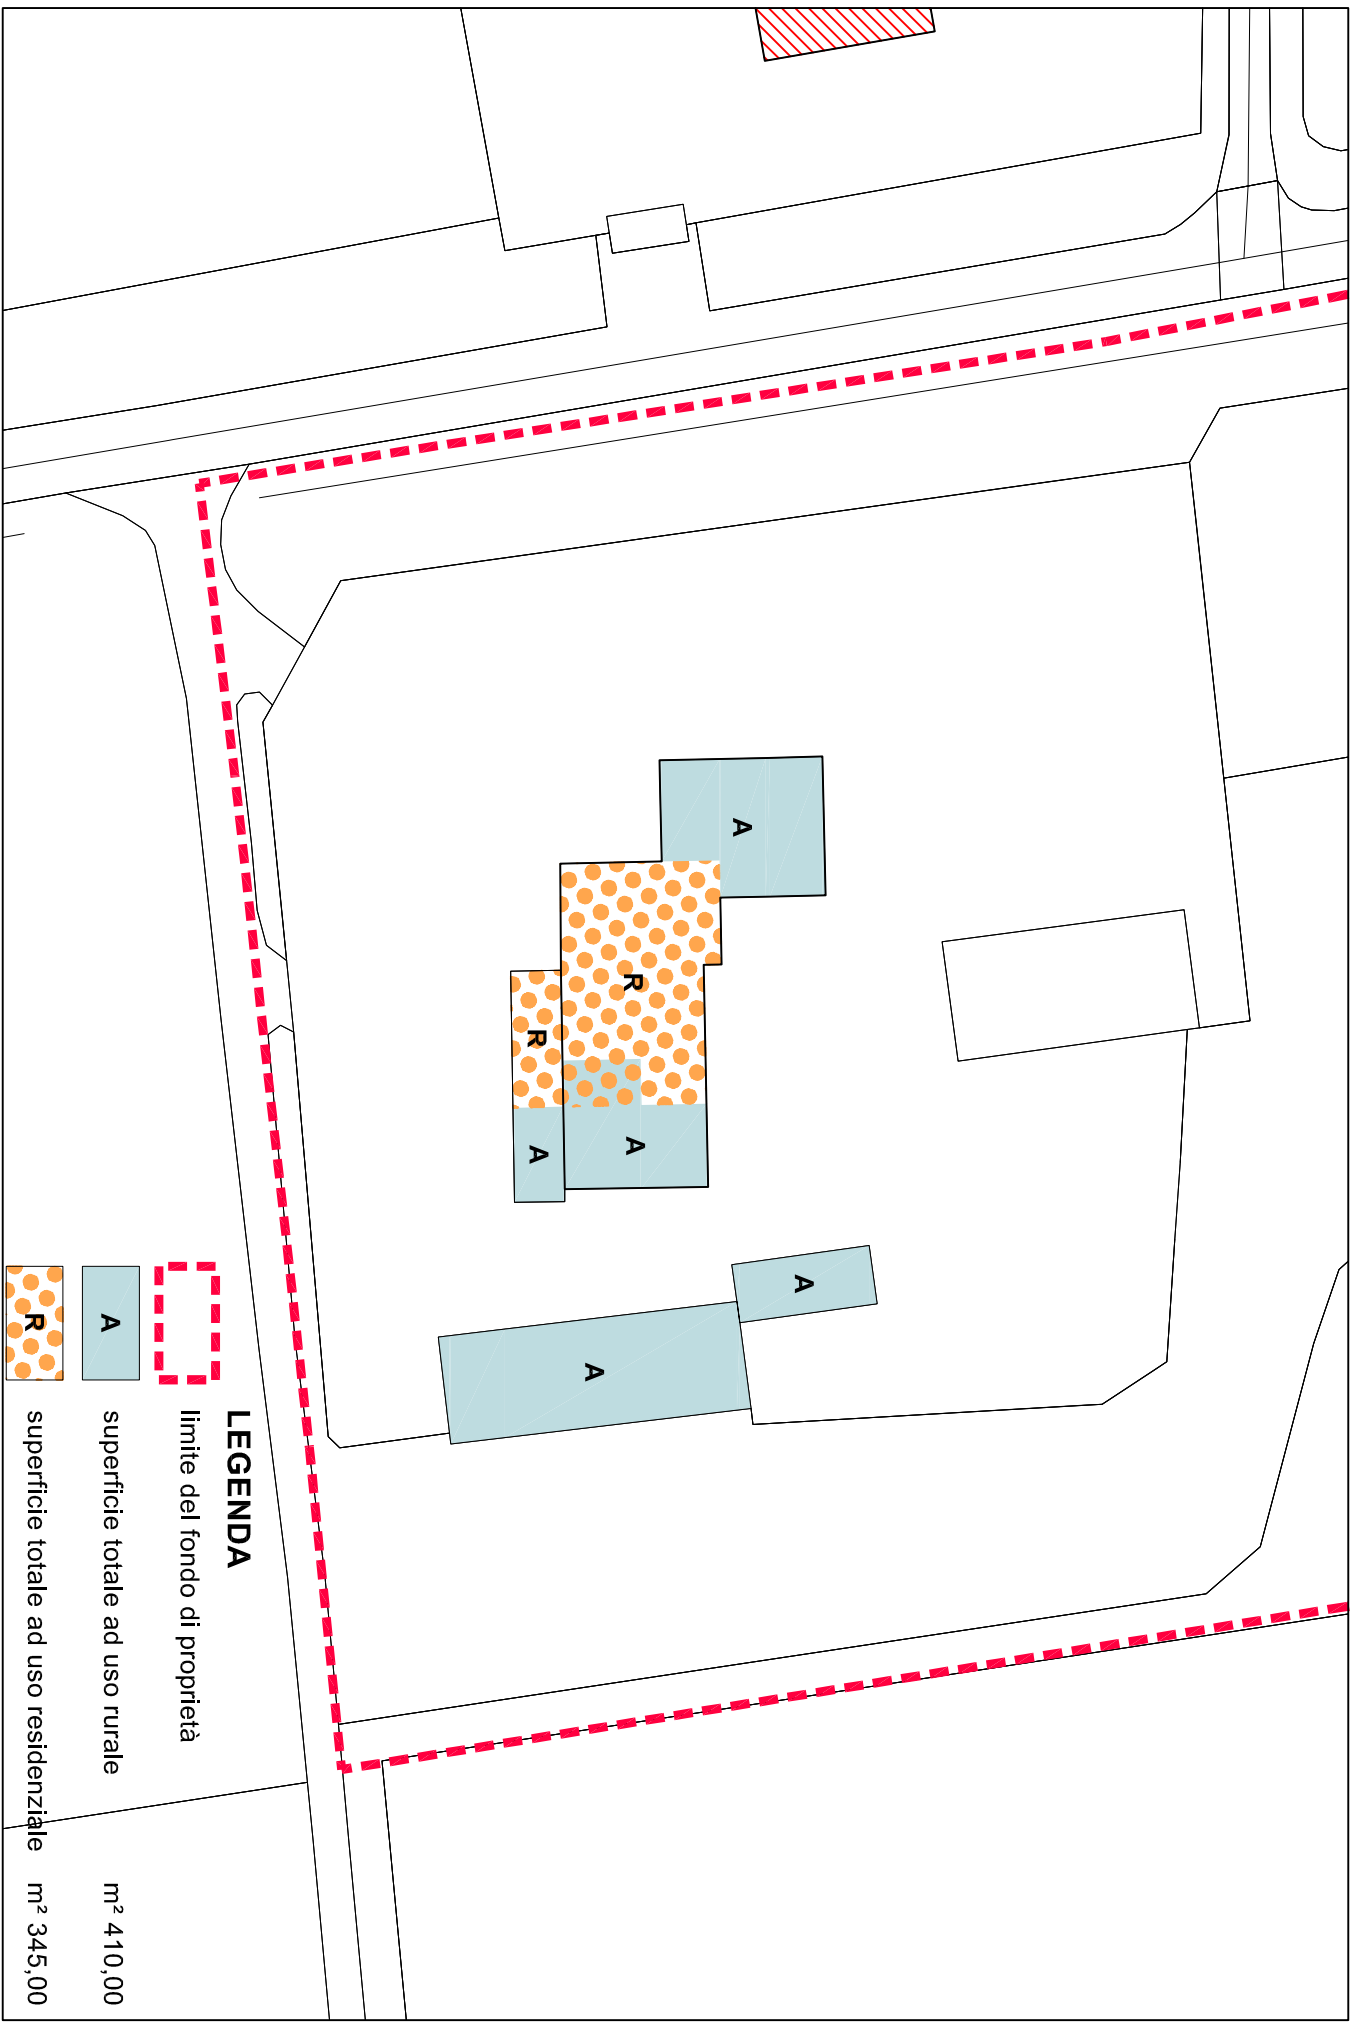 A
R
R
A
A
A
A
LEGENDA
limite del fondo di proprietà
A superficie totale ad uso rurale m² 410,00
R superficie totale ad uso residenziale m² 345,00